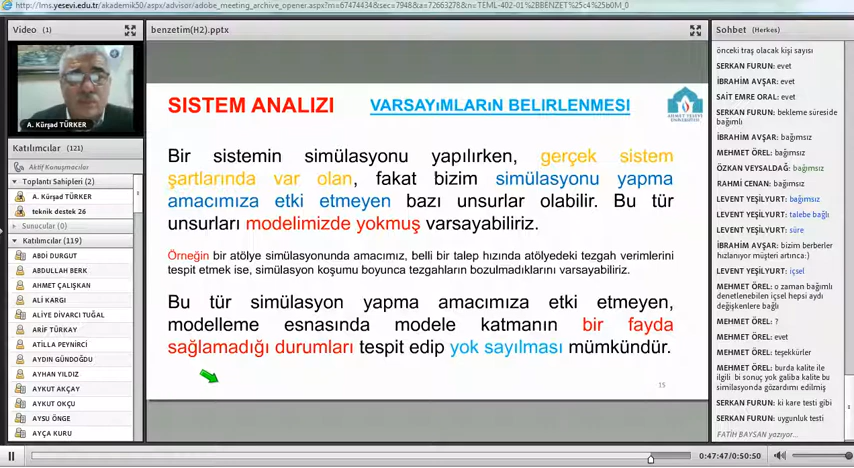 http://lms.yesevi.edu.tr/akademik50/aspx/advisor/adobe_meeting_archive_opener.aspx?m=67474434&sec=7948&a=72663278&n=TEML-402-01%2BBENZET%c4%b0M_0
Video (1)
A. Kürşad TÜRKER
Katılımcılar (121)
Aktif Konuşmacılar
Toplantı Sahipleri (2)
A. Kürşad TÜRKER
teknik destek 26
Sunucular (0)
Katılımcılar (119)
ABDİ DURGUT
ABDULLAH BERK
AHMET ÇALIŞKAN
ALİ KARGI
ALİYE DİVARCI TUĞAL
ARİF TÜRKAY
ATİLLA PEYNİRCİ
AYDIN GÜNDOĞDU
AYHAN YILDIZ
AYKUT AKÇAY
AYKUT OKÇU
AYSU ÖNGE
AYÇA KURU
benzetim(H2).pptx
SISTEM ANALIZI
VARSAYıMLARıN BELIRLENMESI
AHMET YESEVİ
ÜNİVERSİTESİ
Bir sistemin simülasyonu yapılırken, gerçek sistem
şartlarında var olan, fakat bizim simülasyonu yapma
amacımıza etki etmeyen bazı unsurlar olabilir. Bu tür
unsurları modelimizde yokmuş varsayabiliriz.
Örneğin bir atölye simülasyonunda amacımız, belli bir talep hızında atölyedeki tezgah verimlerini
tespit etmek ise, simülasyon koşumu boyunca tezgahların bozulmadıklarını varsayabiliriz.
Bu tür simülasyon yapma amacımıza etki etmeyen,
modelleme esnasında modele katmanın bir fayda
sağlamadığı durumları tespit edip yok sayılması mümkündür.
15
Sohbet (Herkes)
önceki traş olacak kişi sayısı
SERKAN FURUN: evet
İBRAHİM AVŞAR: evet
SAİT EMRE ORAL: evet
SERKAN FURUN: bekleme süreside
bağımlı
İBRAHİM AVŞAR: bağımsız
MEHMET ÖREL: bağımsız
ÖZKAN VEYSALDAĞ: bağımsız
RAHMI CENAN: bağımsız
LEVENT YEŞİLYURT: bağımsız
LEVENT YEŞİLYURT: talebe bağlı
LEVENT YEŞİLYURT: süre
İBRAHİM AVŞAR: bizim berberler
hızlanıyor müşteri artınca:)
LEVENT YEŞİLYURT: içsel
MEHMET ÖREL: o zaman bağımlı
denetlenebilen içsel hepsi aydı
değişkenler bağlı
MEHMET ÖREL: ?
MEHMET ÖREL: evet
MEHMET ÖREL: teşekkürler
MEHMET ÖREL: burda kalite ile
ilgili bi sonuç yok galiba kalite bu
similasyonda gözardımı edilmiş
SERKAN FURUN: ki kare testi gibi
SERKAN FURUN: uygunluk testi
FATİH BAYSAN yazıyor...
0:47:47/0:50:50